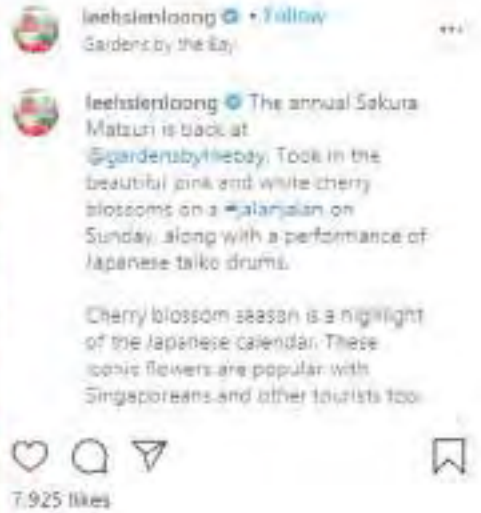 leehsienloong • Follow
Gardens by the Bay
leehsienloong The annual Sakura
Matsuri is back at
@gardensbythebay. Took in the
beautiful pink and white cherry
blossoms on a #jalanjalan on
Sunday, along with a performance of
Japanese taiko drums.
Cherry blossom season is a highlight
of the Japanese calendar. These
iconic flowers are popular with
Singaporeans and other tourists too.
7,925 likes